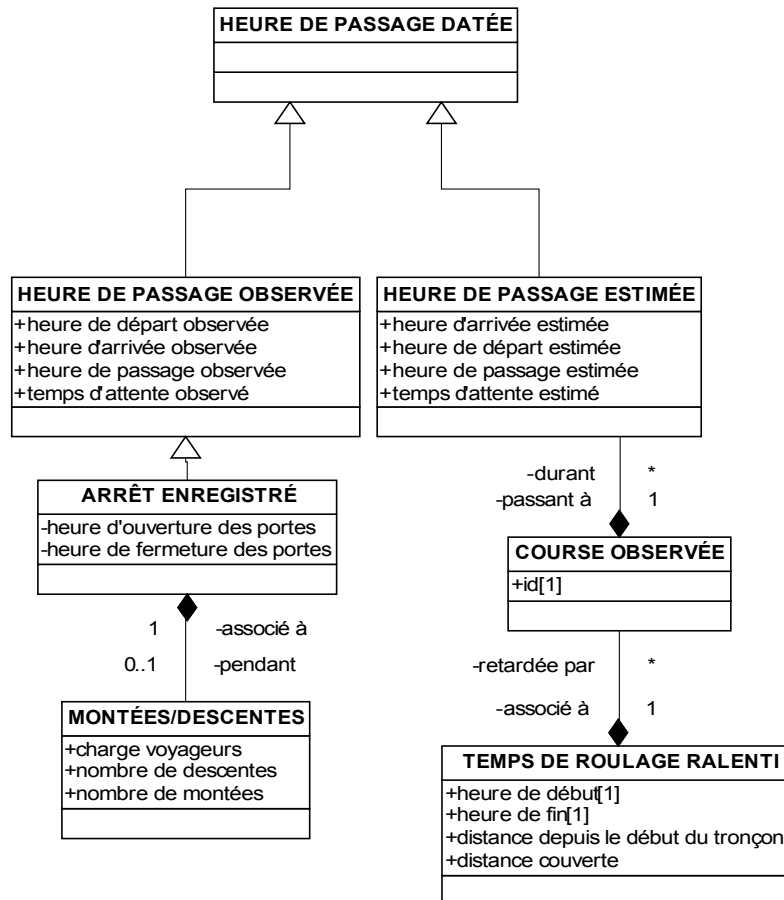 HEURE DE PASSAGE DATÉE
HEURE DE PASSAGE OBSERVÉE
+heure de départ observée
+heure d'arrivée observée
+heure de passage observée
+temps d'attente observé
HEURE DE PASSAGE ESTIMÉE
+heure d'arrivée estimée
+heure de départ estimée
+heure de passage estimée
+temps d'attente estimé
ARRÊT ENREGISTRÉ
-heure d'ouverture des portes
-heure de fermeture des portes
-durant *
-passant à 1
COURSE OBSERVÉE
+id[1]
1 -associé à
0..1 -pendant
MONTÉES/DESCENTES
+charge voyageurs
+nombre de descentes
+nombre de montées
-retardée par *
-associé à 1
TEMPS DE ROULAGE RALENTI
+heure de début[1]
+heure de fin[1]
+distance depuis le début du tronçon
+distance couverte